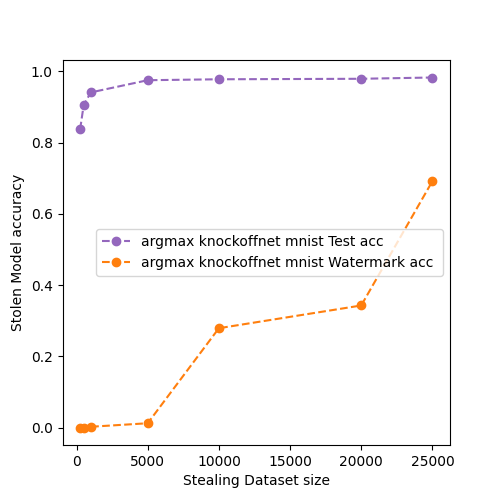 1.0
0.8
0.6
0.4
0.2
0.0
Stolen Model accuracy
argmax knockoffnet mnist Test acc
argmax knockoffnet mnist Watermark acc
0 5000 10000 15000 20000 25000
Stealing Dataset size